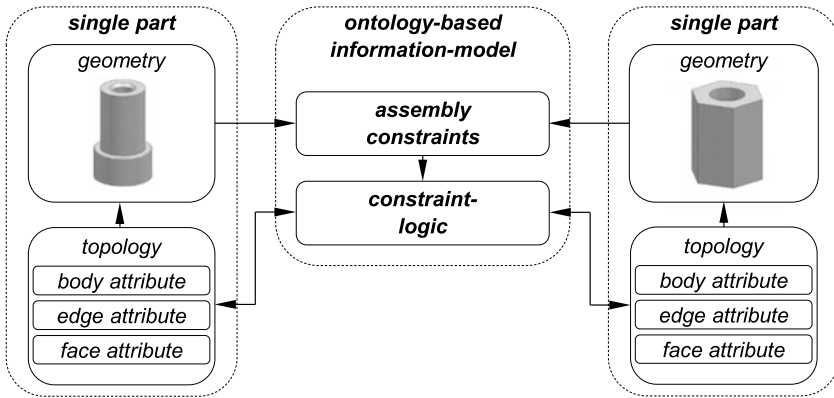 single part
geometry
topology
body attribute
edge attribute
face attribute
ontology-based
information-model
assembly
constraints
constraint-
logic
single part
geometry
topology
body attribute
edge attribute
face attribute